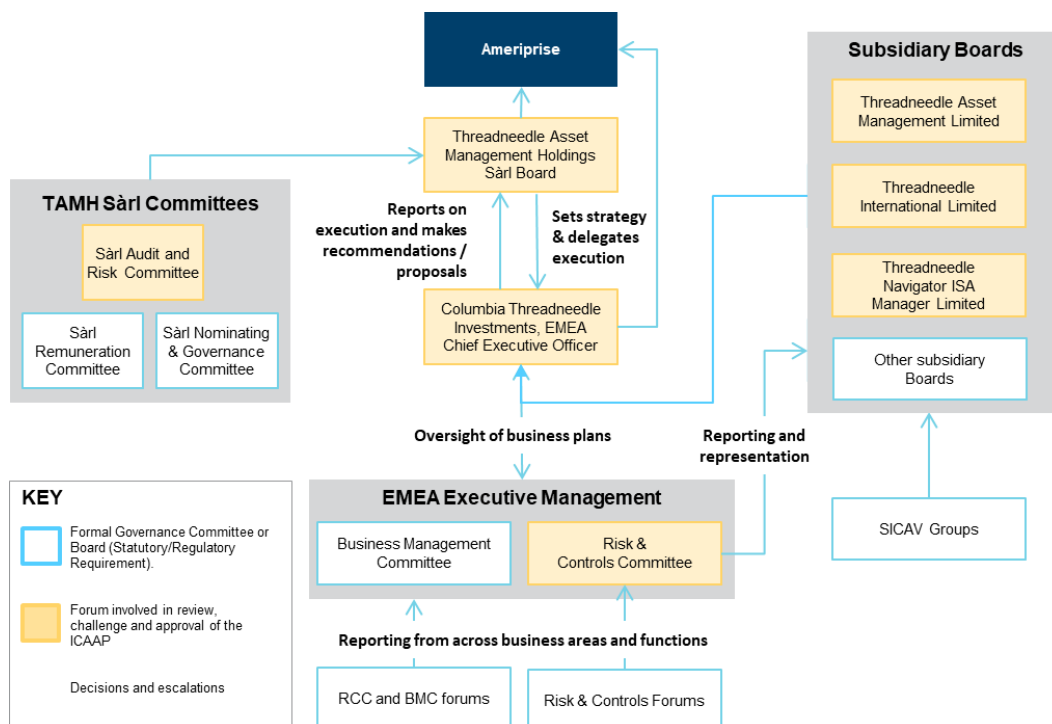 Ameriprise
Subsidiary Boards
Threadneedle Asset
Management Limited
Threadneedle
International Limited
Threadneedle
Navigator ISA
Manager Limited
Other subsidiary
Boards
Threadneedle Asset
Management Holdings
Sàrl Board
TAMH Sàrl Committees
Sàrl Audit and
Risk Committee
Sàrl
Remuneration
Committee
Sàrl Nominating
& Governance
Committee
Reports on
execution and makes
recommendations /
proposals
Sets strategy
& delegates
execution
Columbia Threadneedle
Investments, EMEA
Chief Executive Officer
Oversight of business plans
Reporting and
representation
EMEA Executive Management
Business Management
Committee
Risk &
Controls Committee
SICAV Groups
Reporting from across business areas and functions
RCC and BMC forums
Risk & Controls Forums
KEY
Formal Governance Committee or
Board (Statutory/Regulatory
Requirement).
Forum involved in review,
challenge and approval of the
ICAAP
Decisions and escalations